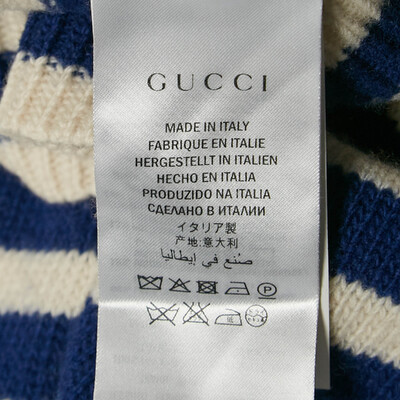 GUCCI
MADE IN ITALY
FABRIQUE EN ITALIE
HERGESTELLT IN ITALIEN
HECHO EN ITALIA
PRODUZIDO NA ITALIA
СДЕЛАНО В ИТАЛИИ
イタリア製
产地:意大利
صنع في إيطاليا
P